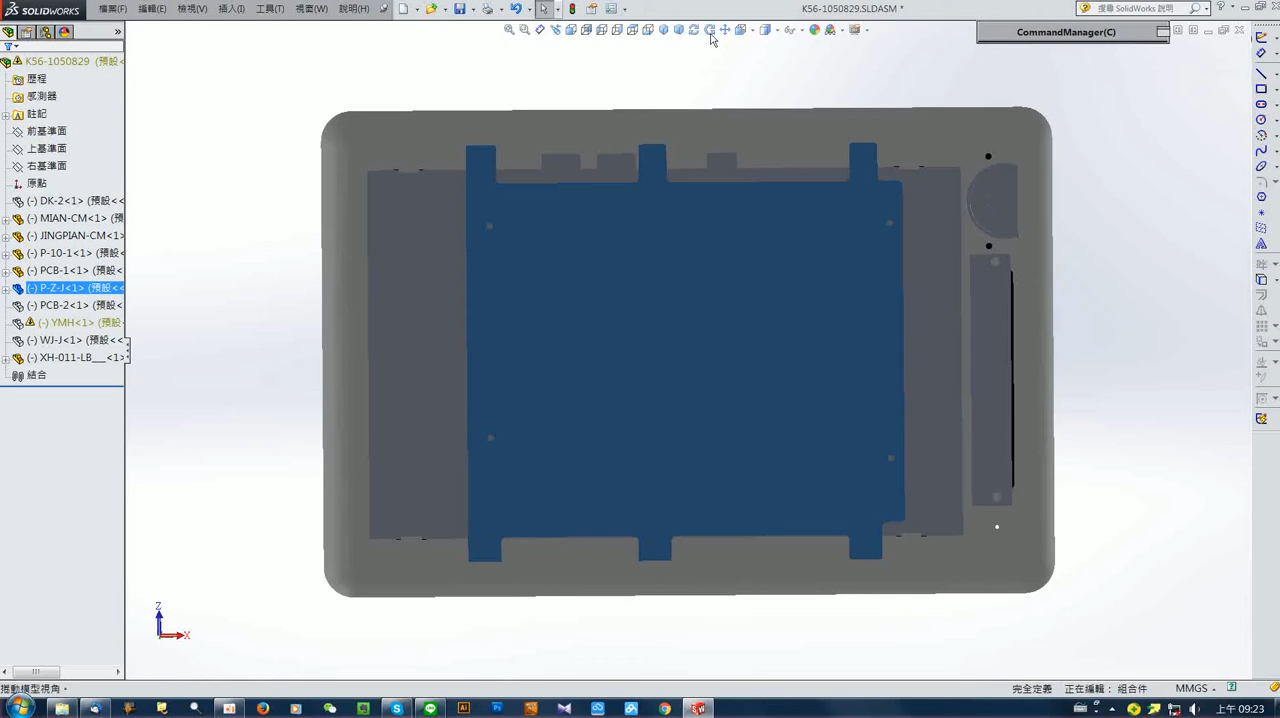 SOLIDWORKS 檔案(F) 編輯(E) 檢視(V) 插入(I) 工具(T) 視窗(W) 說明(H) K56-1050829.SLDASM * 搜尋 SolidWorks 說明
CommandManager(C)
K56-1050829 (預設
歷程
感測器
A 註記
前基準面
上基準面
右基準面
原點
(-) DK-2<1> (預設<<
(-) MIAN-CM<1> (預
(-) JINGPIAN-CM<1>
(-) P-10-1<1> (預設
(-) PCB-1<1> (預設
(-) P-Z-J<1> (預設<<
(-) PCB-2<1> (預設
(-) YMH<1> (預設
(-) WJ-J<1> (預設<
(-) XH-011-LB__<1>
結合
Z
X
捲動模型視角。
完全定義 正在編輯： 組合件 MMGS
上午 09:23